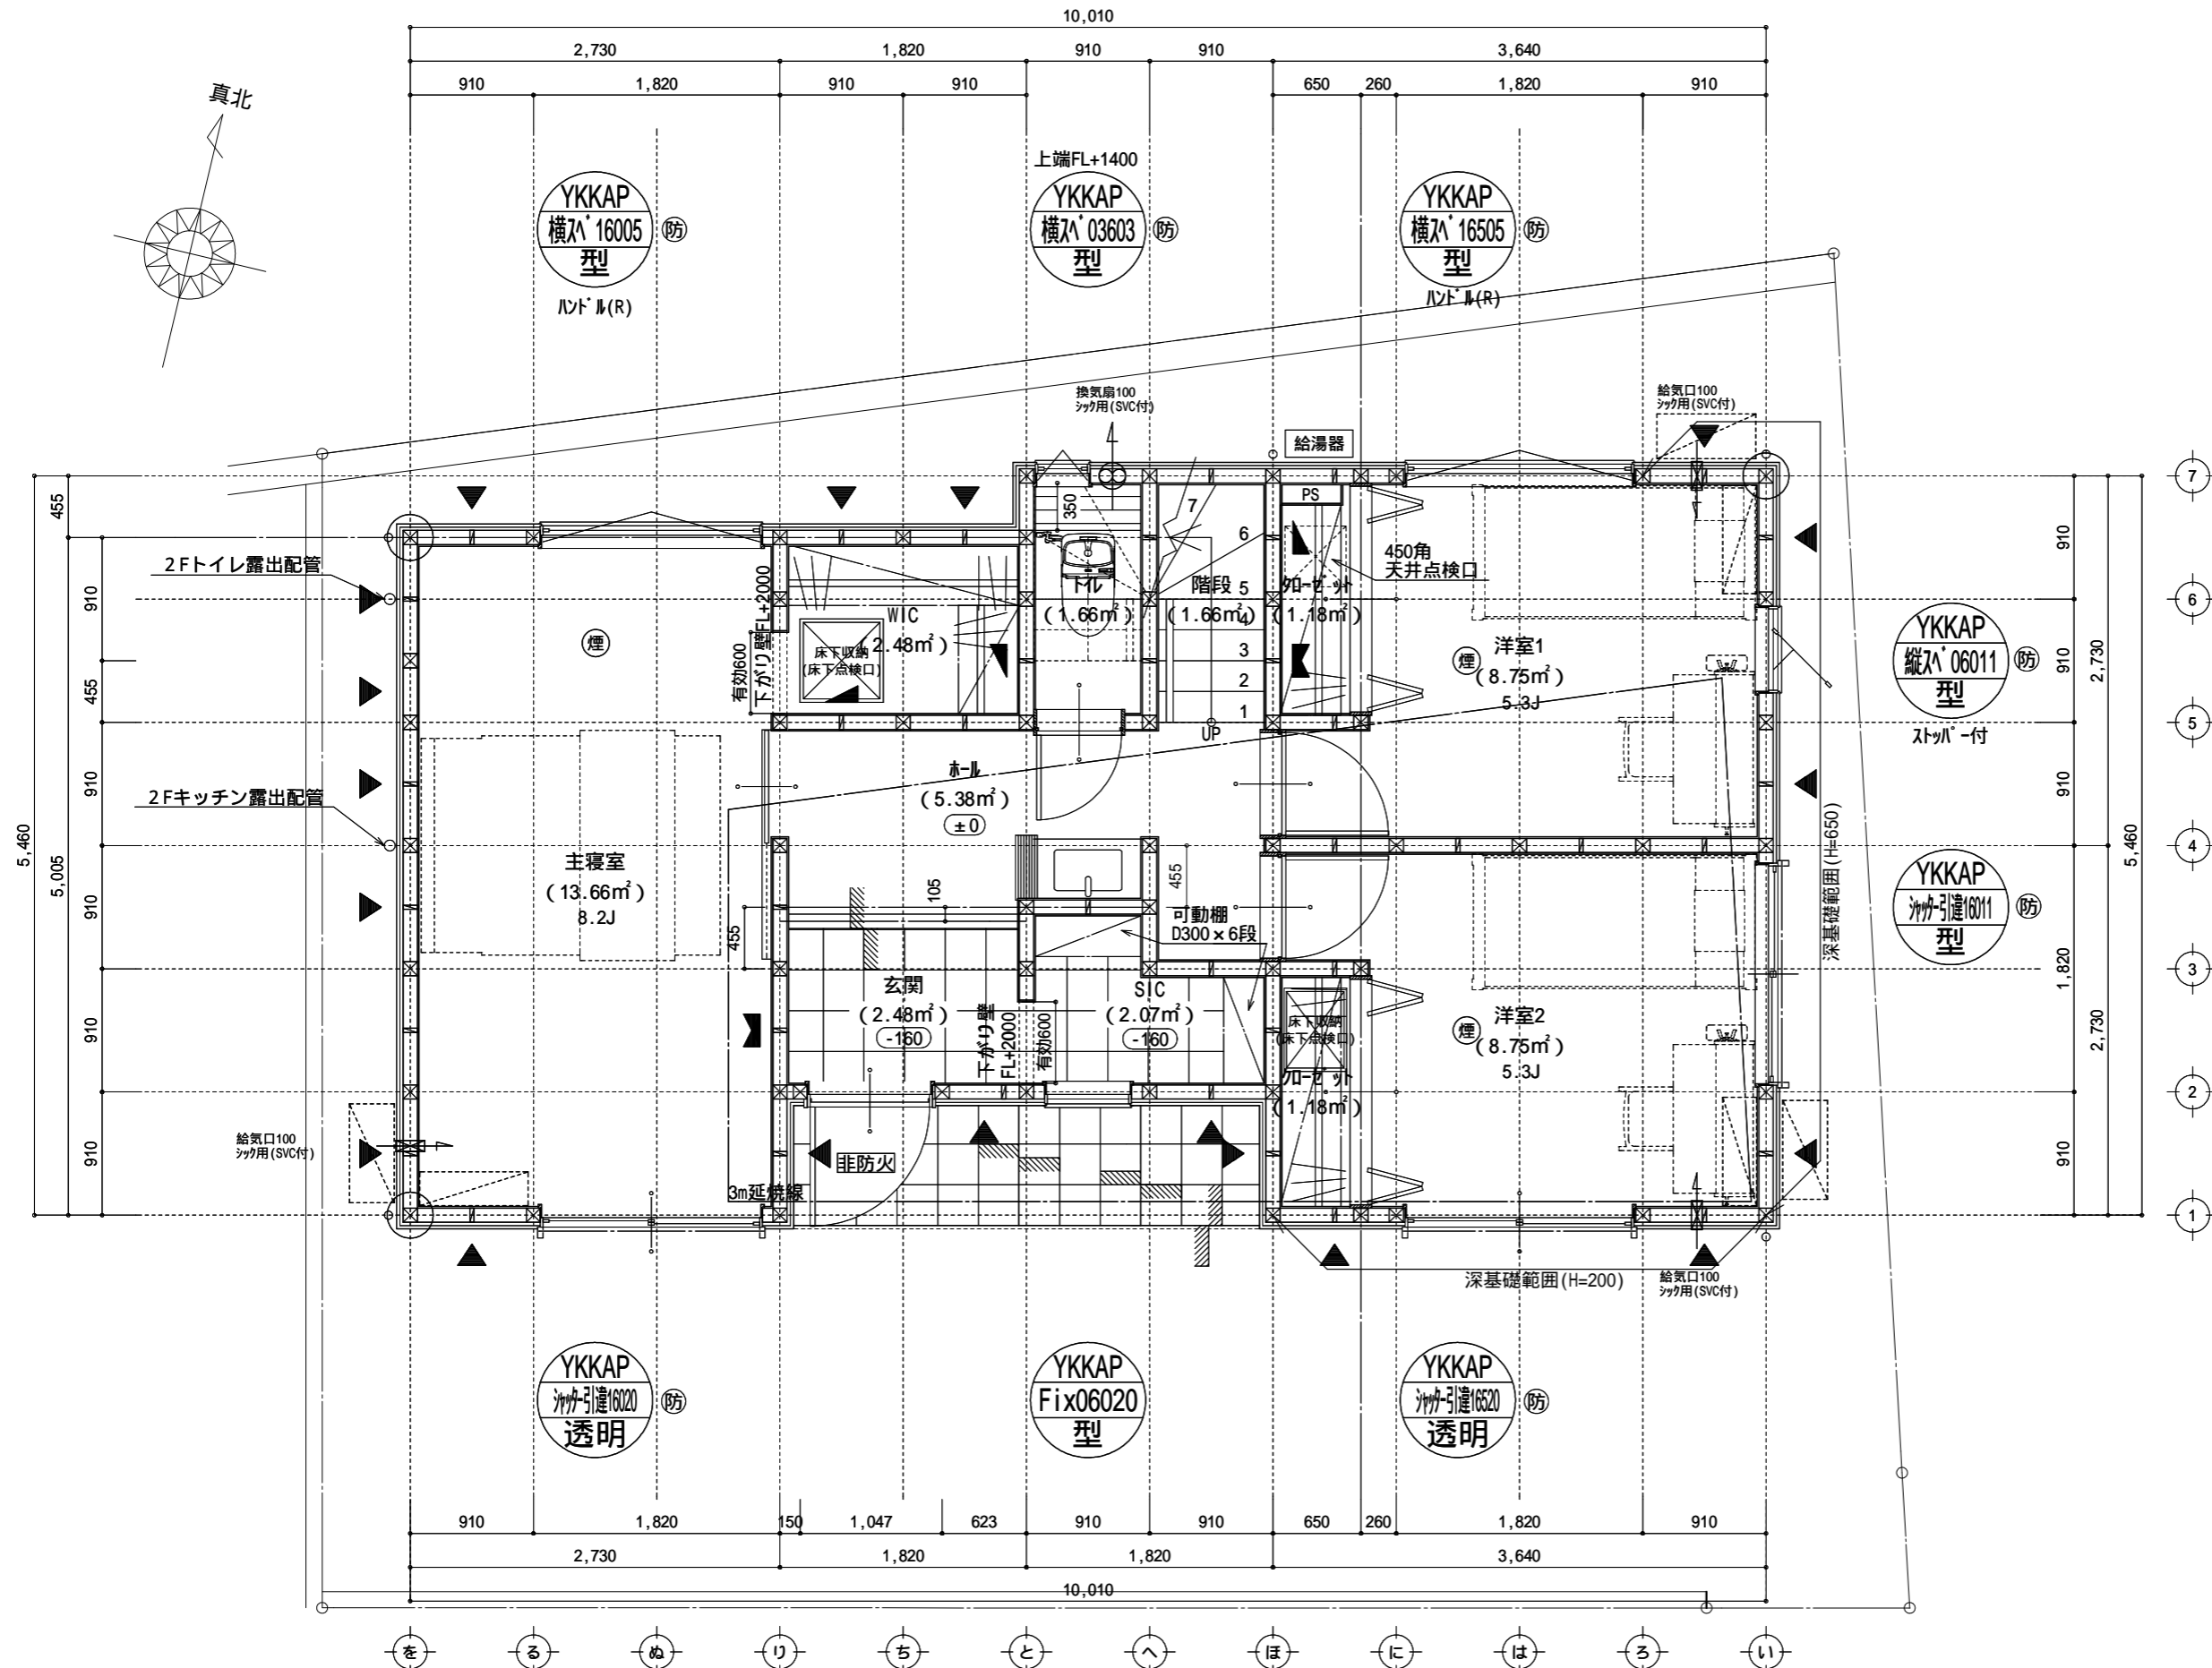 10,010
2,730
1,820
910
910
3,640
910
1,820
910
910
650
260
1,820
910
真北
上端FL+1400
YKKAP
横スベ 16005
型
防
ハンドル(R)
YKKAP
横スベ 03603
型
防
YKKAP
横スベ 16505
型
防
ハンドル(R)
換気扇100
シック用(SVC付)
給気口100
シック用(SVC付)
給湯器
7
455
350
7
PS
6
450角
天井点検口
910
2Fトイレ露出配管
910
910
トイレ
(1.66㎡)
階段
(1.66㎡)
5
4
3
2
1
UP
クローゼット
(1.18㎡)
6
下がり壁FL+2000
有効600
WIC
(2.48㎡)
床下収納
(床下点検口)
煙
煙
洋室1
(8.75㎡)
5.3J
YKKAP
縦スベ 06011
型
防
ストッパー付
455
910
2,730
5
ホール
(5.38㎡)
±0
910
2Fキッチン露出配管
910
4
5,460
5,005
5,460
深基礎範囲(H=650)
主寝室
(13.66㎡)
8.2J
910
105
455
455
可動棚
D300×6段
YKKAP
シャッター引違16011
型
防
1,820
2,730
3
玄関
(2.48㎡)
-160
下がり壁
FL+2000
有効600
SIC
(2.07㎡)
-160
床下収納
(床下点検口)
クローゼット
(1.18㎡)
煙
洋室2
(8.75㎡)
5.3J
910
2
給気口100
シック用(SVC付)
910
非防火
3m延焼線
910
1
深基礎範囲(H=200)
給気口100
シック用(SVC付)
YKKAP
シャッター引違16020
透明
防
YKKAP
Fix06020
型
YKKAP
シャッター引違16520
透明
防
910
1,820
150
1,047
623
910
910
650
260
1,820
910
2,730
1,820
1,820
3,640
10,010
を
る
ぬ
り
ち
と
へ
ほ
に
は
ろ
い